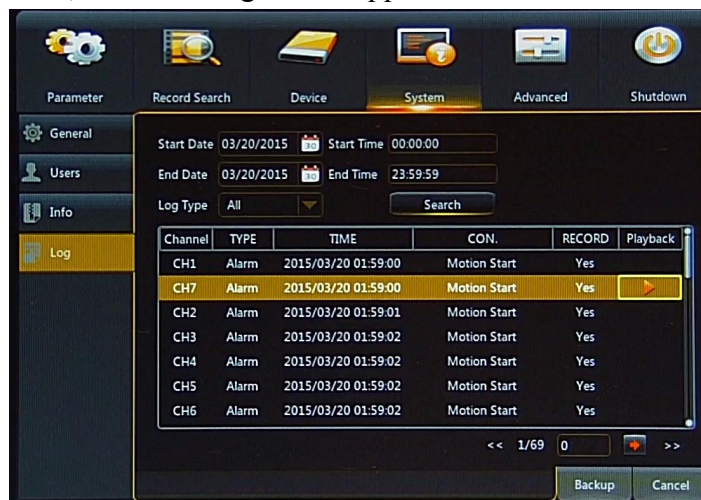 Parameter Record Search Device System Advanced Shutdown
General
Users
Info
Log
Start Date 03/20/2015 30 Start Time 00:00:00
End Date 03/20/2015 30 End Time 23:59:59
Log Type All Search
Channel TYPE TIME CON. RECORD Playback
CH1 Alarm 2015/03/20 01:59:00 Motion Start Yes
CH7 Alarm 2015/03/20 01:59:00 Motion Start Yes
CH2 Alarm 2015/03/20 01:59:01 Motion Start Yes
CH3 Alarm 2015/03/20 01:59:02 Motion Start Yes
CH4 Alarm 2015/03/20 01:59:02 Motion Start Yes
CH5 Alarm 2015/03/20 01:59:02 Motion Start Yes
CH6 Alarm 2015/03/20 01:59:02 Motion Start Yes
<< 1/69 0 >>
Backup Cancel